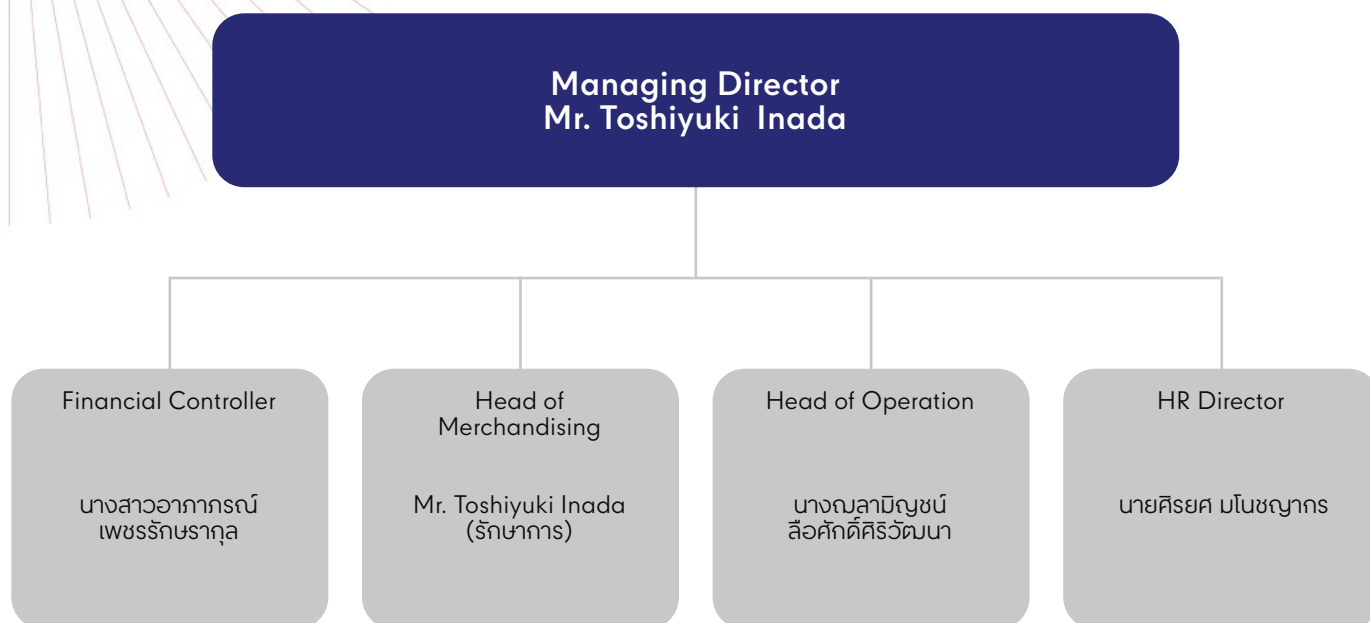 Managing Director
Mr. Toshiyuki Inada
Financial Controller
นางสาวอาภาภรณ์
เพชรรักษรากุล
Head of
Merchandising
Mr. Toshiyuki Inada
(รักษาการ)
Head of Operation
นางฌลามิญชน์
ลือศักดิ์ศิริวัฒนา
HR Director
นายศิรยศ มโนชญากร